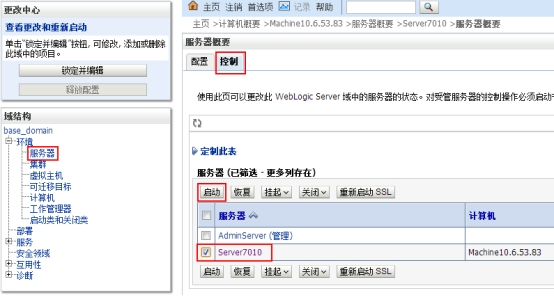 更改中心
查看更改和重新启动
单击"锁定并编辑"按钮, 可修改, 添加或删除此域中的项目。
锁定并编辑
释放配置
域结构
base_domain
环境
服务器
集群
虚拟主机
可迁移目标
计算机
工作管理器
启动类和关闭类
部署
服务
安全领域
互用性
诊断
主页 注销 首选项 记录 帮助
主页 >计算机概要 >Machine10.6.53.83 >服务器概要 >Server7010 >服务器概要
服务器概要
配置 控制
使用此页可以更改此 WebLogic Server 域中的服务器的状态。对受管服务器的控制操作必须启动
定制此表
服务器 (已筛选 - 更多列存在)
启动 恢复 挂起 关闭 重新启动 SSL
服务器 计算机
AdminServer (管理)
Server7010 Machine10.6.53.83
启动 恢复 挂起 关闭 重新启动 SSL